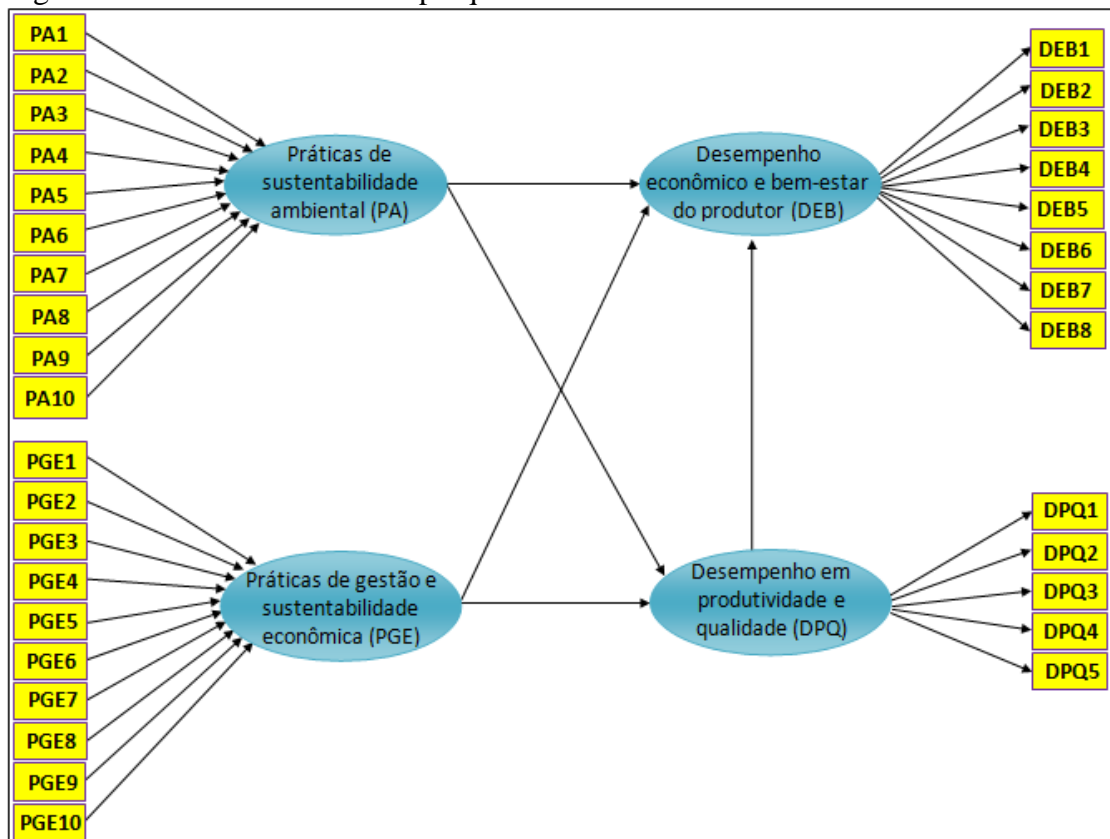 PA1
PA2
PA3
PA4
PA5
PA6
PA7
PA8
PA9
PA10
Práticas de
sustentabilidade
ambiental (PA)
Desempenho
econômico e bem-estar
do produtor (DEB)
DEB1
DEB2
DEB3
DEB4
DEB5
DEB6
DEB7
DEB8
PGE1
PGE2
PGE3
PGE4
PGE5
PGE6
PGE7
PGE8
PGE9
PGE10
Práticas de gestão e
sustentabilidade
econômica (PGE)
Desempenho em
produtividade e
qualidade (DPQ)
DPQ1
DPQ2
DPQ3
DPQ4
DPQ5